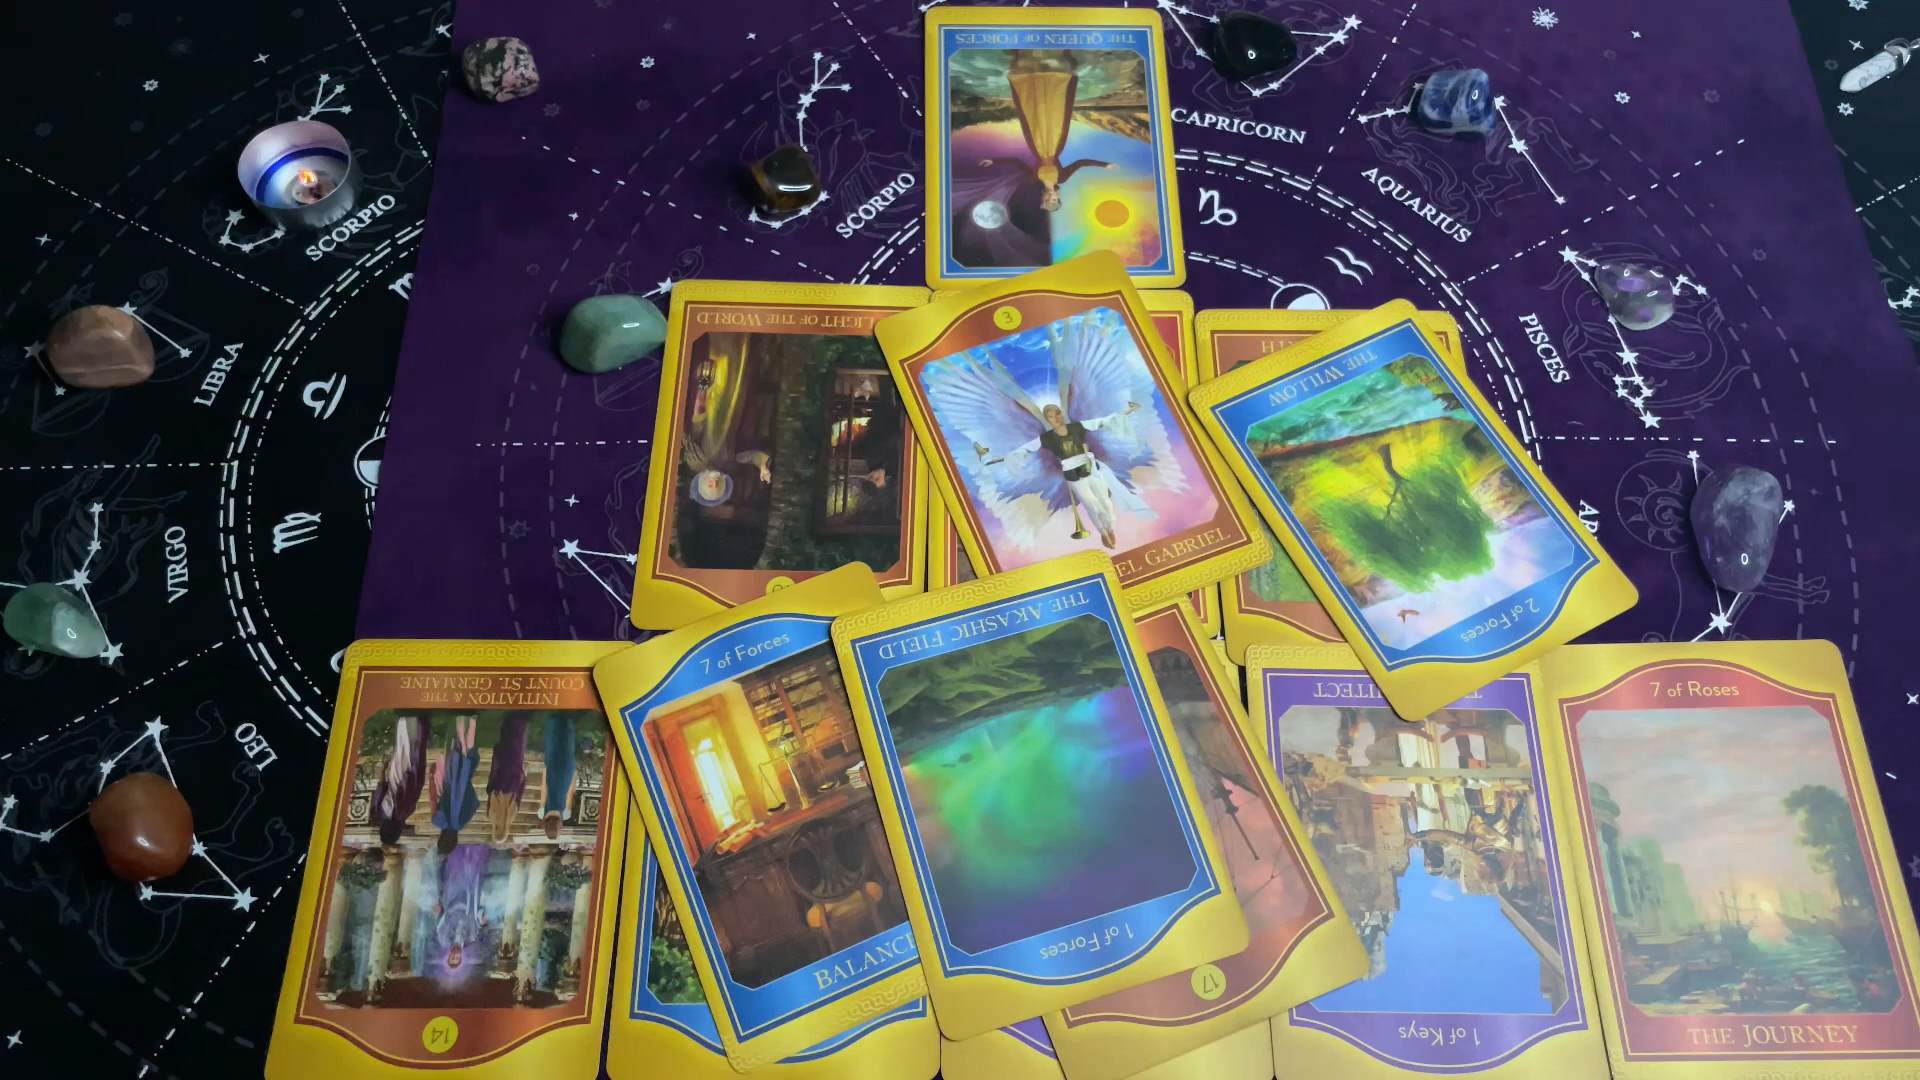 THE QUEEN OF FORCES
CAPRICORN
AQUARIUS
PISCES
SCORPIO
SCORPIO
LIBRA
VIRGO
LEO
LIGHT OF THE WORLD
3
EL GABRIEL
THE WILLOW
2 of Forces
INITIATION & THE
COUNT ST. GERMAINE
14
7 of Forces
BALANC
THE AKASHIC FIELD
1 of Forces
17
1 of Keys
7 of Roses
THE JOURNEY